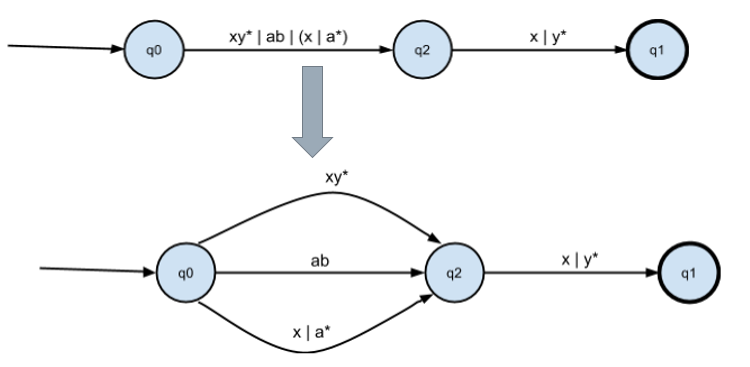 q0 xy* | ab | (x | a*) q2 x | y* q1
xy*
q0 ab q2 x | y* q1
x | a*